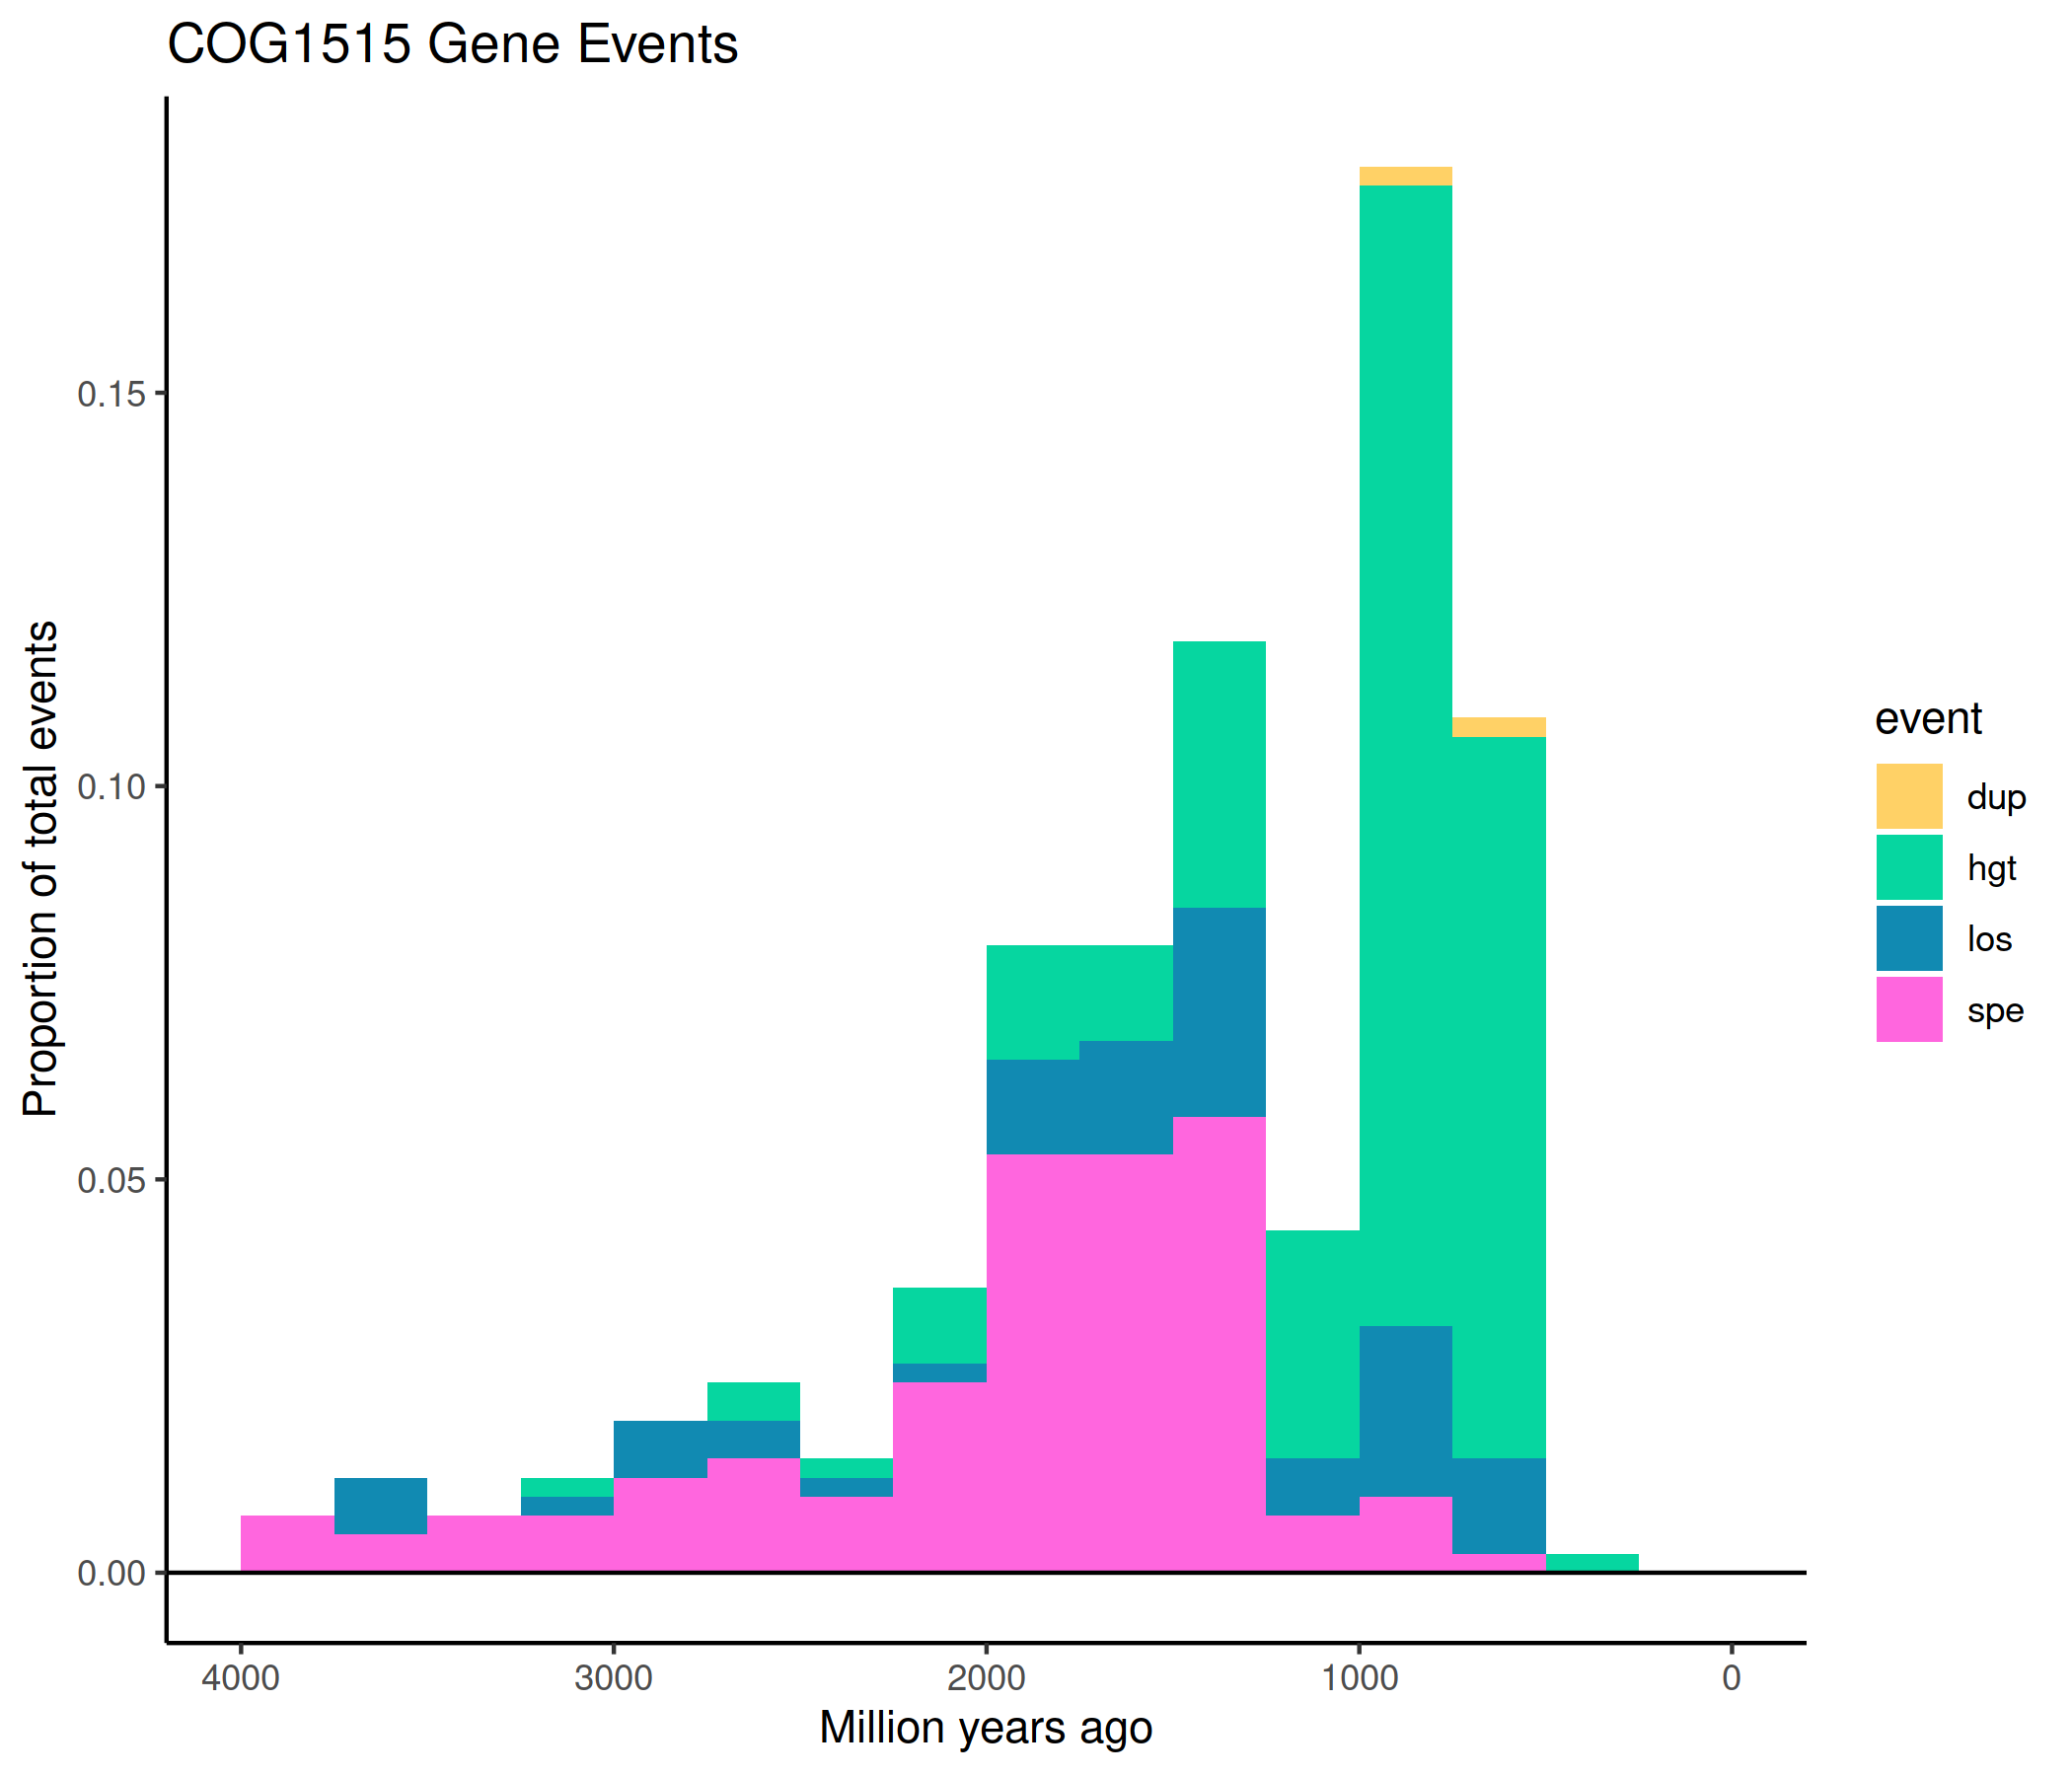 COG1515 Gene Events
Proportion of total events
0.15
0.10
0.05
0.00
4000 3000 2000 1000 0
Million years ago
event
dup
hgt
los
spe